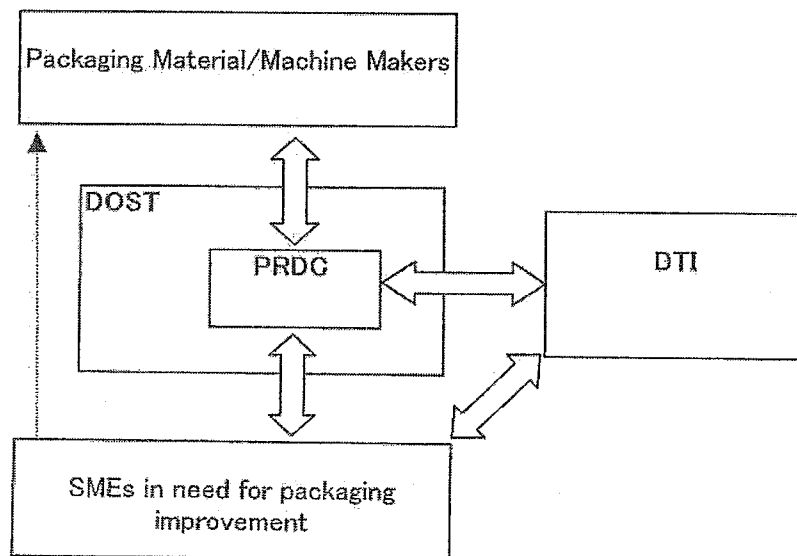 Packaging Material/Machine Makers
DOST
PRDC
DTI
SMEs in need for packaging
improvement